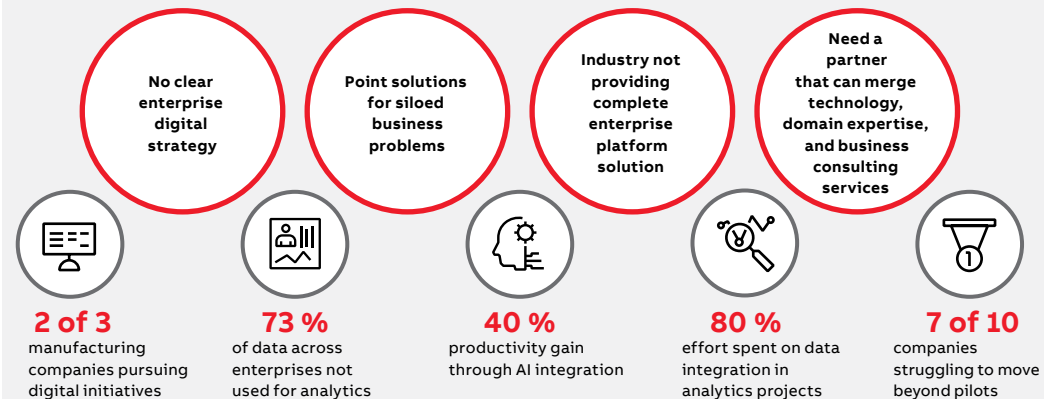 No clear
enterprise
digital
strategy
Point solutions
for siloed
business
problems
Industry not
providing
complete
enterprise
platform
solution
Need a
partner
that can merge
technology,
domain expertise,
and business
consulting
services
1
2 of 3
manufacturing
companies pursuing
digital initiatives
73 %
of data across
enterprises not
used for analytics
40 %
productivity gain
through AI integration
80 %
effort spent on data
integration in
analytics projects
7 of 10
companies
struggling to move
beyond pilots